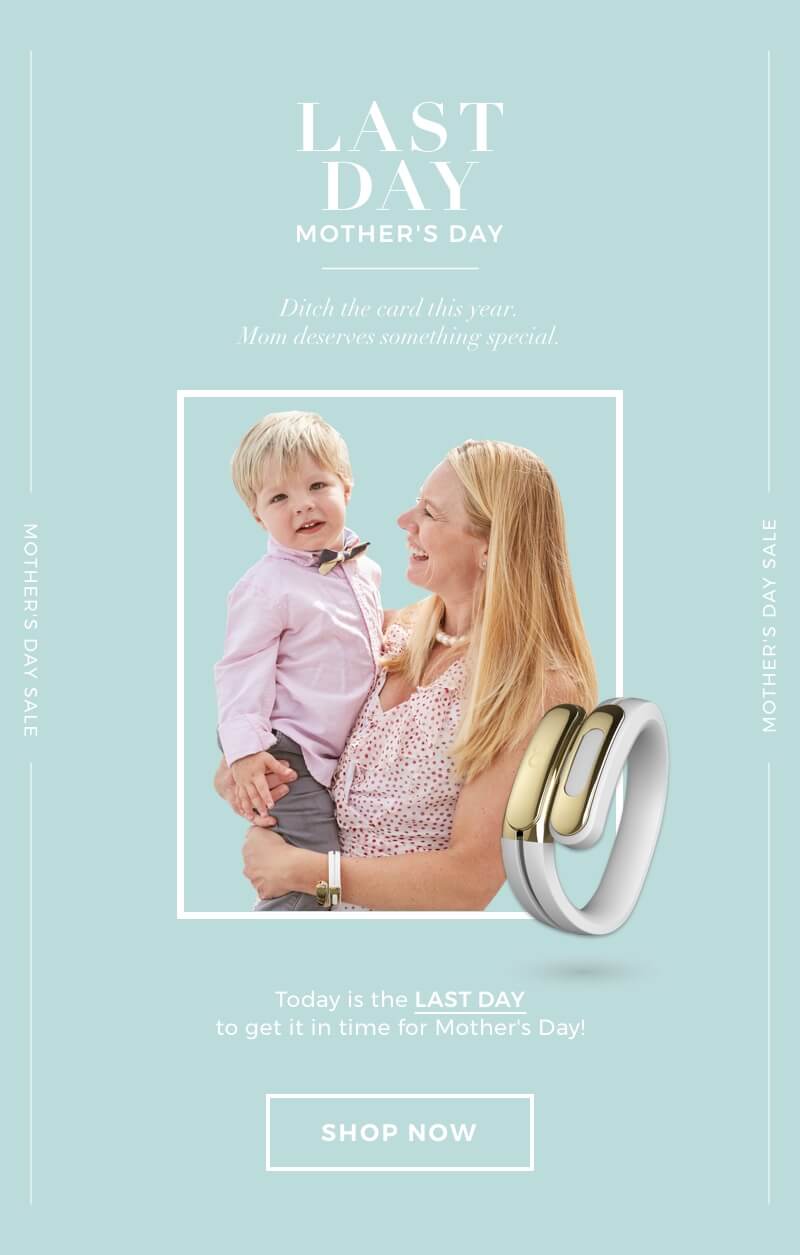 LAST
DAY
MOTHER'S DAY
Ditch the card this year.
Mom deserves something special.
MOTHER'S DAY SALE
MOTHER'S DAY SALE
Today is the LAST DAY
to get it in time for Mother's Day!
SHOP NOW